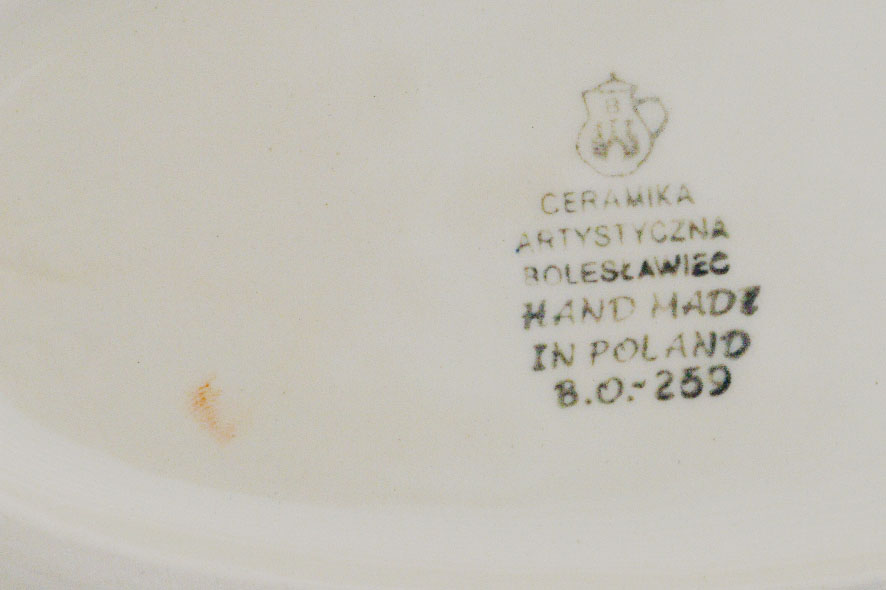 B
CERAMIKA
ARTYSTYCZNA
BOLESŁAWIEC
HAND MADE
IN POLAND
B.O.-259